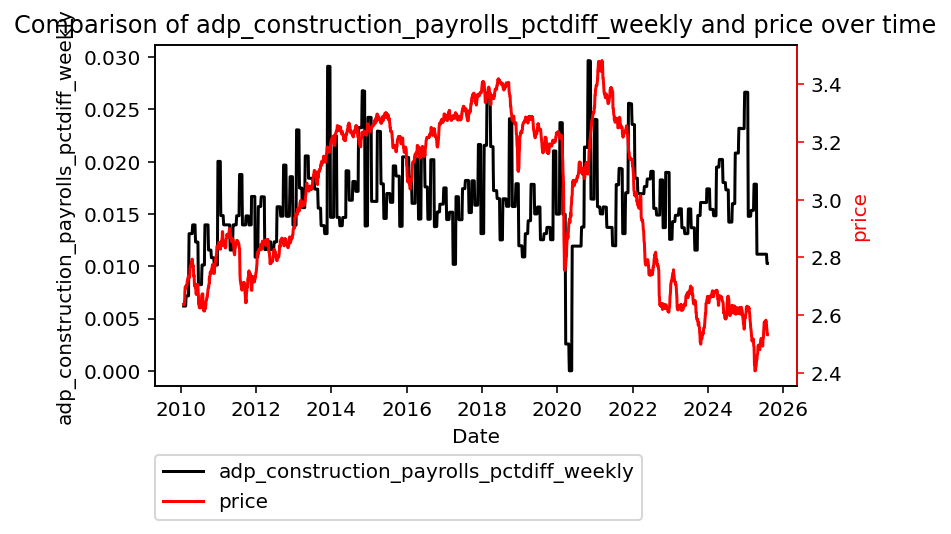 Comparison of adp_construction_payrolls_pctdiff_weekly and price over time
adp_construction_payrolls_pctdiff_weekly
0.030
0.025
0.020
0.015
0.010
0.005
0.000
3.4
3.2
3.0
2.8
2.6
2.4
price
2010 2012 2014 2016 2018 2020 2022 2024 2026
Date
adp_construction_payrolls_pctdiff_weekly
price